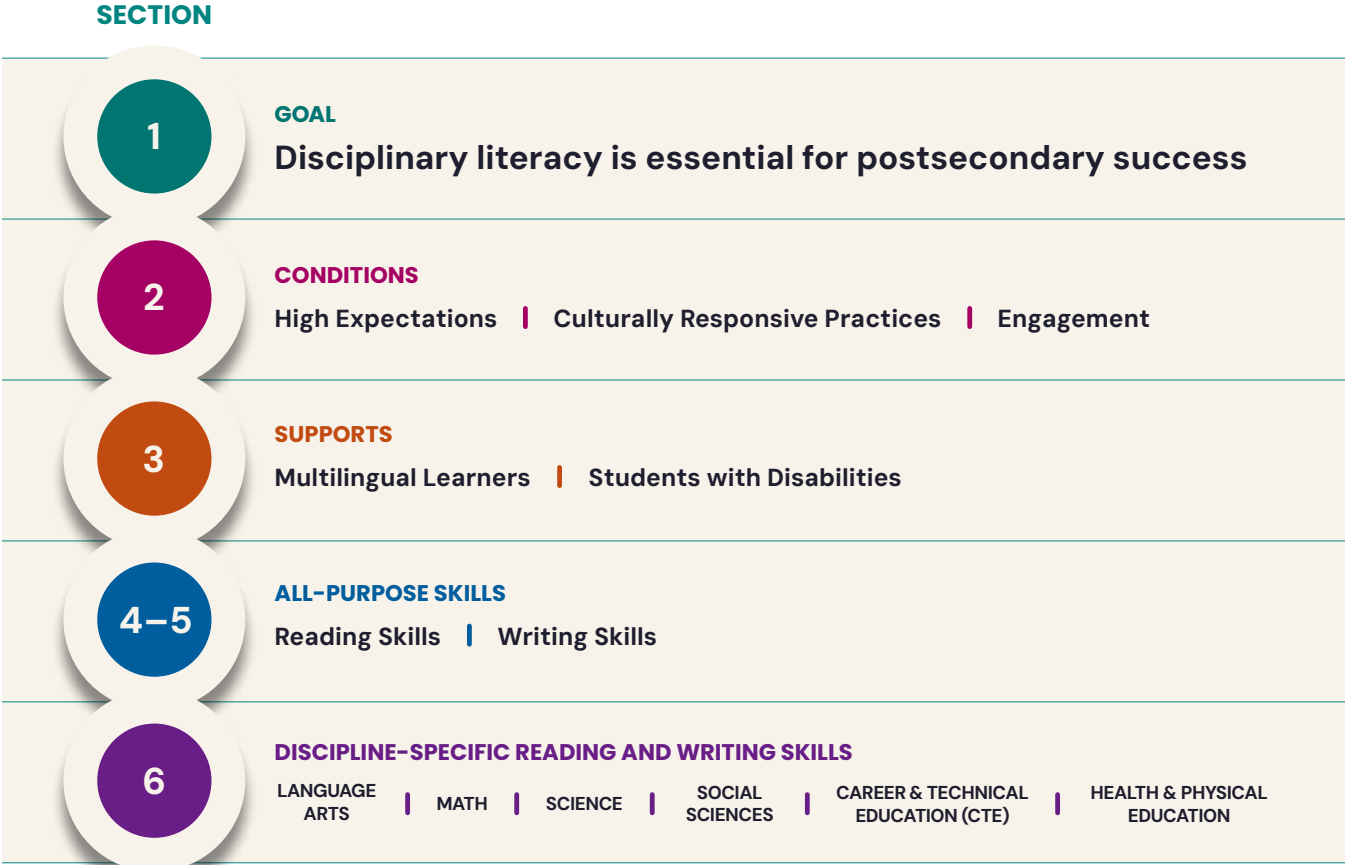 SECTION
1
GOAL
Disciplinary literacy is essential for postsecondary success
2
CONDITIONS
High Expectations | Culturally Responsive Practices | Engagement
3
SUPPORTS
Multilingual Learners | Students with Disabilities
4–5
ALL-PURPOSE SKILLS
Reading Skills | Writing Skills
6
DISCIPLINE-SPECIFIC READING AND WRITING SKILLS
LANGUAGE
ARTS
MATH
SCIENCE
SOCIAL
SCIENCES
CAREER & TECHNICAL
EDUCATION (CTE)
HEALTH & PHYSICAL
EDUCATION